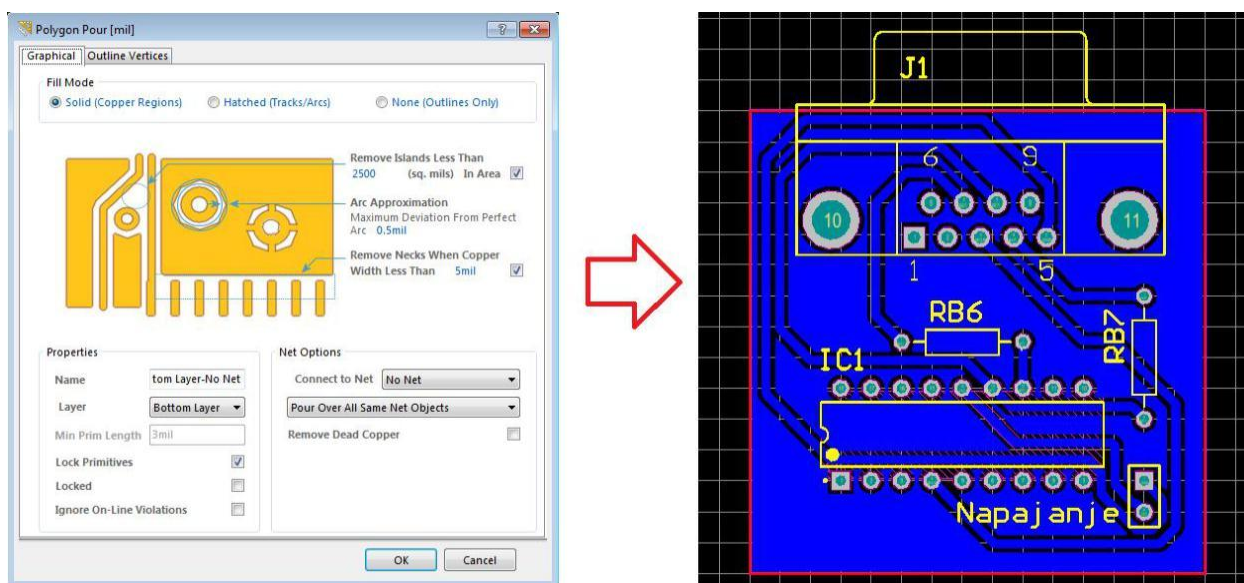 Polygon Pour [mil]
Graphical Outline Vertices
Fill Mode
Solid (Copper Regions) Hatched (Tracks/Arcs) None (Outlines Only)
Remove Islands Less Than
2500 (sq. mils) In Area
Arc Approximation
Maximum Deviation From Perfect
Arc 0.5mil
Remove Necks When Copper
Width Less Than 5mil
Properties
Name tom Layer-No Net
Layer Bottom Layer
Min Prim Length 3mil
Lock Primitives
Locked
Ignore On-Line Violations
Net Options
Connect to Net No Net
Pour Over All Same Net Objects
Remove Dead Copper
OK Cancel
J1
6 9
10 11
1 5
RB6
RB7
IC1
Napajanje